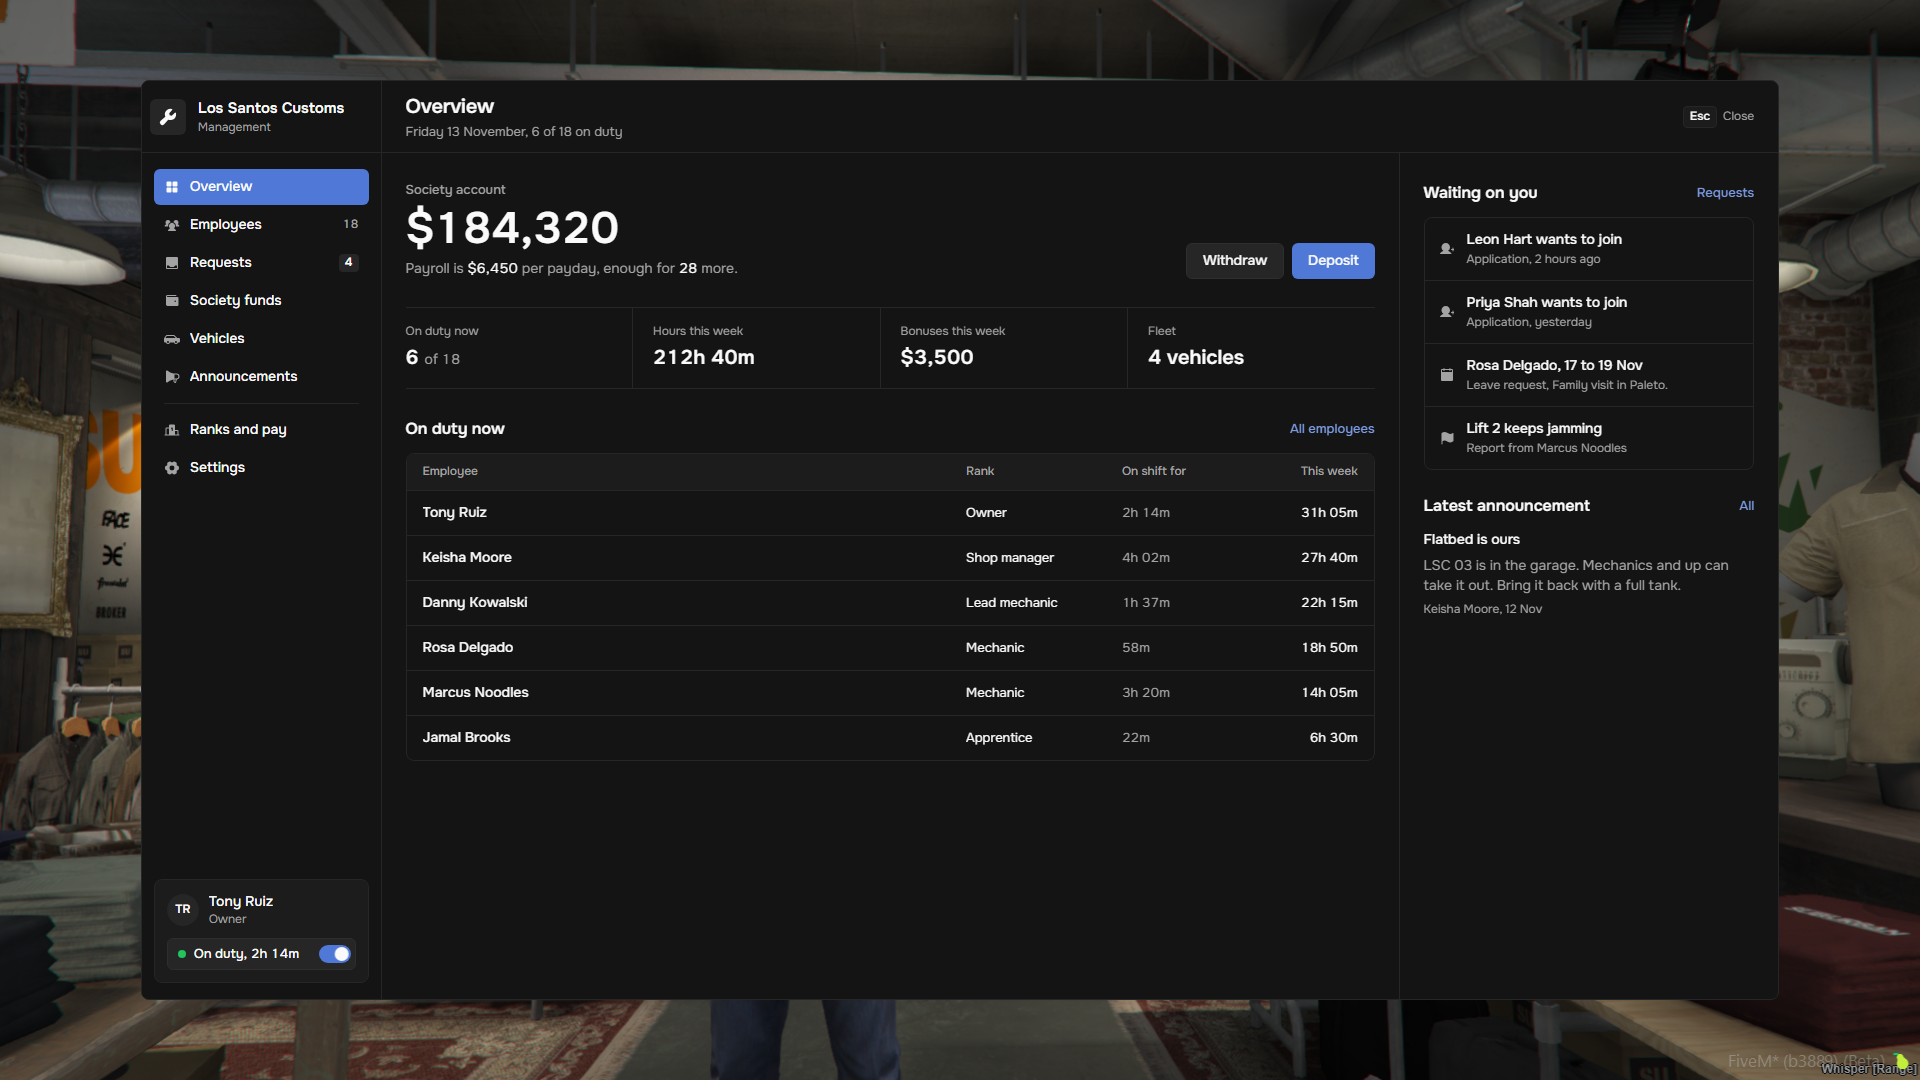 Los Santos Customs
Management
Overview
Employees 18
Requests 4
Society funds
Vehicles
Announcements
Ranks and pay
Settings
TR
Tony Ruiz
Owner
On duty, 2h 14m
Overview
Friday 13 November, 6 of 18 on duty
Esc Close
Society account
$184,320
Payroll is $6,450 per payday, enough for 28 more.
Withdraw
Deposit
On duty now
6 of 18
Hours this week
212h 40m
Bonuses this week
$3,500
Fleet
4 vehicles
On duty now
All employees
Employee Rank On shift for This week
Tony Ruiz Owner 2h 14m 31h 05m
Keisha Moore Shop manager 4h 02m 27h 40m
Danny Kowalski Lead mechanic 1h 37m 22h 15m
Rosa Delgado Mechanic 58m 18h 50m
Marcus Noodles Mechanic 3h 20m 14h 05m
Jamal Brooks Apprentice 22m 6h 30m
Waiting on you
Requests
Leon Hart wants to join
Application, 2 hours ago
Priya Shah wants to join
Application, yesterday
Rosa Delgado, 17 to 19 Nov
Leave request, Family visit in Paleto.
Lift 2 keeps jamming
Report from Marcus Noodles
Latest announcement
All
Flatbed is ours
LSC 03 is in the garage. Mechanics and up can
take it out. Bring it back with a full tank.
Keisha Moore, 12 Nov
FACE
BROKER
FiveM* (b3889) (Beta)
Whisper [Range]